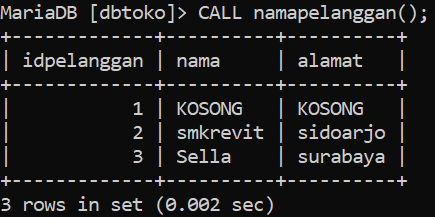 MariaDB [dbtoko]> CALL namapelanggan();
+-------------+----------+----------+
| idpelanggan | nama     | alamat   |
+-------------+----------+----------+
|           1 | KOSONG   | KOSONG   |
|           2 | smkrevit | sidoarjo |
|           3 | Sella    | surabaya |
+-------------+----------+----------+
3 rows in set (0.002 sec)